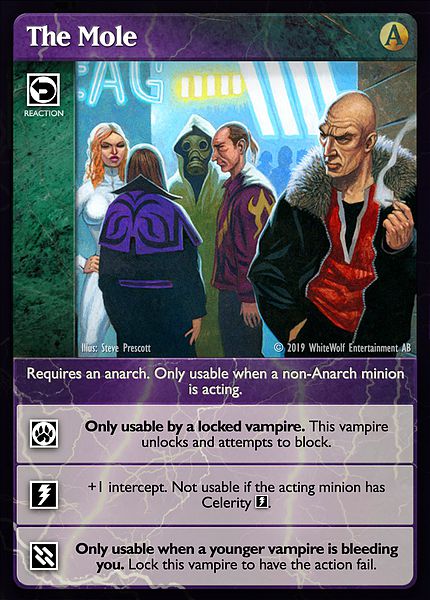 The Mole
A
REACTION
EAG
Illus: Steve Prescott
© 2019 WhiteWolf Entertainment AB
Requires an anarch. Only usable when a non-Anarch minion
is acting.
Only usable by a locked vampire. This vampire
unlocks and attempts to block.
+1 intercept. Not usable if the acting minion has
Celerity.
Only usable when a younger vampire is bleeding
you. Lock this vampire to have the action fail.